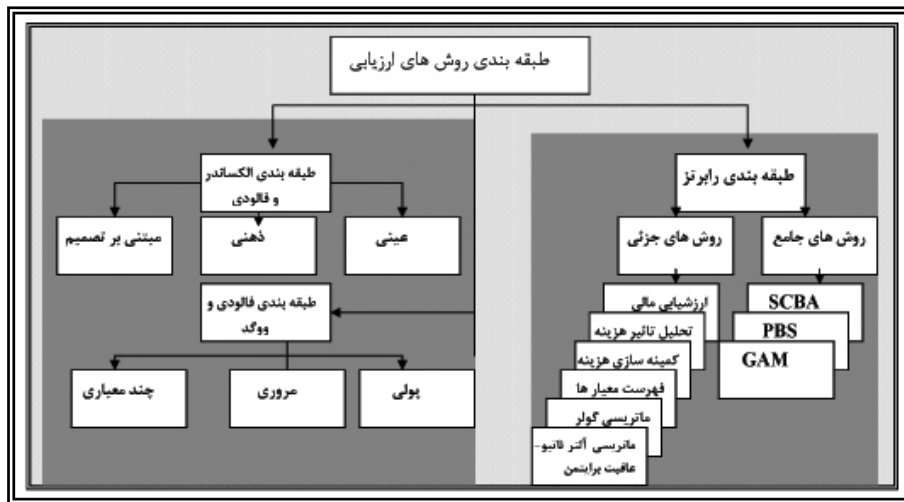 طبقه بندی روش های ارزیابی
طبقه بندی رابرتز
روش های جامع
روش های جزئی
SCBA
PBS
GAM
ارزشیابی مالی
تحلیل تاثیر هزینه
کمینه سازی هزینه
فهرست معیار ها
ماتریسی گولر
ماتریسی آلتر ناتیو-
عاقبت برایتمن
طبقه بندی الکساندر
و فالودی
عینی
ذهنی
مبتنی بر تصمیم
طبقه بندی فالودی و
ووگد
پولی
مروری
چند معیاری